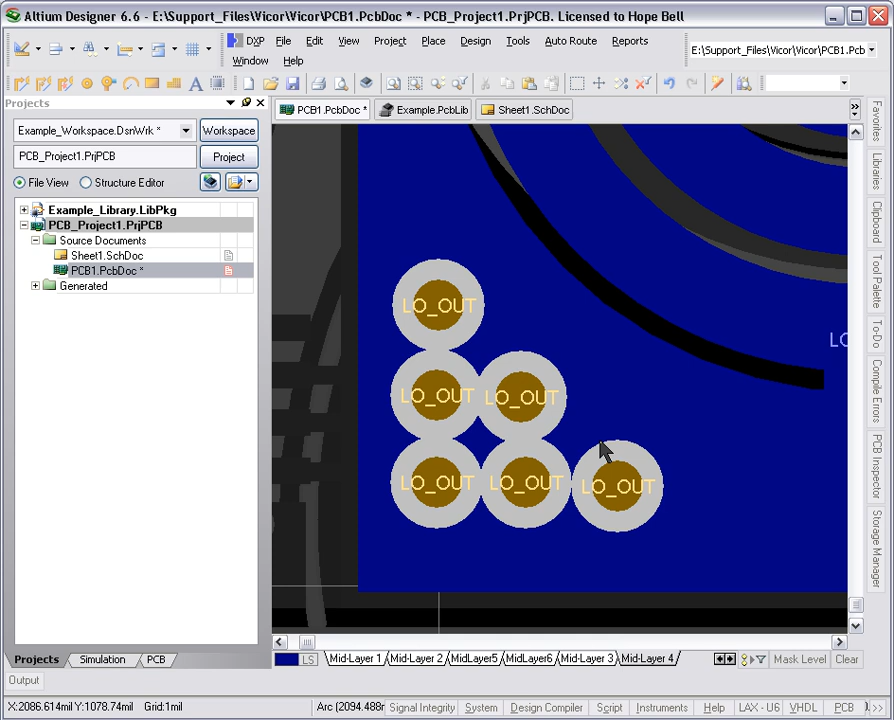 Altium Designer 6.6 - E:\Support_Files\Vicor\Vicor\PCB1.PcbDoc * - PCB_Project1.PrjPCB. Licensed to Hope Bell
DXP File Edit View Project Place Design Tools Auto Route Reports
E:\Support_Files\Vicor\Vicor\PCB1.Pcb
Window Help
Projects
PCB1.PcbDoc * Example.PcbLib Sheet1.SchDoc
Example_Workspace.DsnWrk * Workspace
PCB_Project1.PrjPCB Project
File View Structure Editor
Example_Library.LibPkg
PCB_Project1.PrjPCB
Source Documents
Sheet1.SchDoc
PCB1.PcbDoc *
Generated
LO_OUT
LO
LO_OUT LO_OUT
LO_OUT LO_OUT LO_OUT
Favorites
Libraries
Clipboard
Tool Palette
To-Do
Compile Errors
PCB Inspector
Storage Manager
Projects Simulation PCB
LS Mid-Layer 1 Mid-Layer 2 MidLayer5 MidLayer6 Mid-Layer 3 Mid-Layer 4 Mask Level Clear
Output
X:2086.614mil Y:1078.74mil Grid:1mil Arc (2094.488m Signal Integrity System Design Compiler Script Instruments Help LAX - U6 VHDL PCB >>